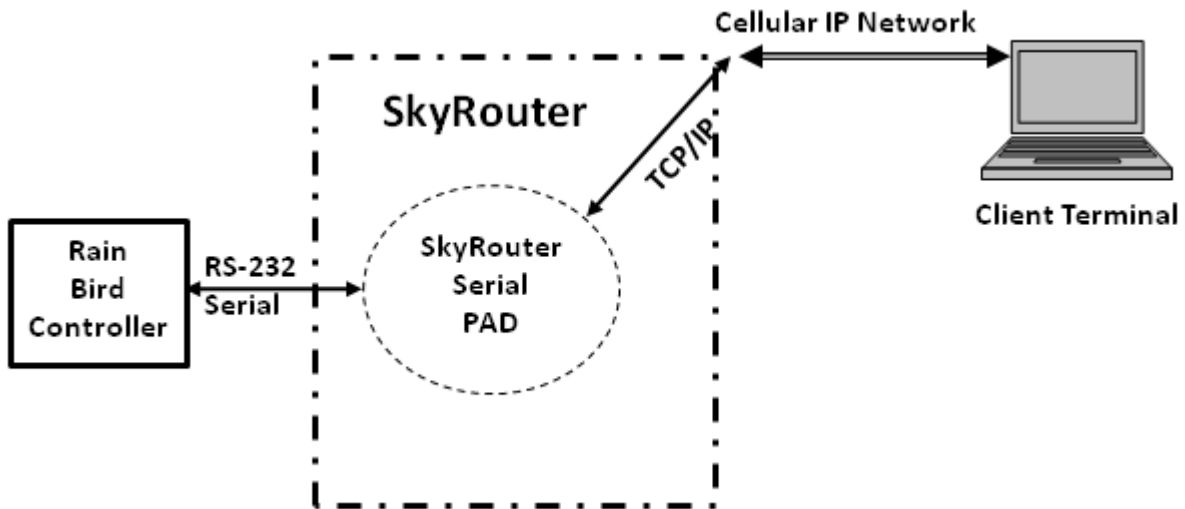 Cellular IP Network
SkyRouter
TCP/IP
Client Terminal
SkyRouter
Serial
PAD
Rain
Bird
Controller
RS-232
Serial